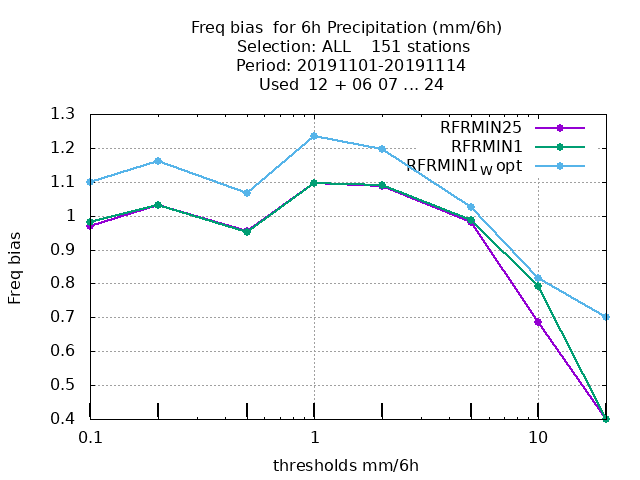 Freq bias for 6h Precipitation (mm/6h)
Selection: ALL 151 stations
Period: 20191101-20191114
Used 12 + 06 07 ... 24
1.3
1.2
1.1
1
0.9
0.8
0.7
0.6
0.5
0.4
Freq bias
RFRMIN25
RFRMIN1
RFRMIN1W opt
0.1
1
10
thresholds mm/6h